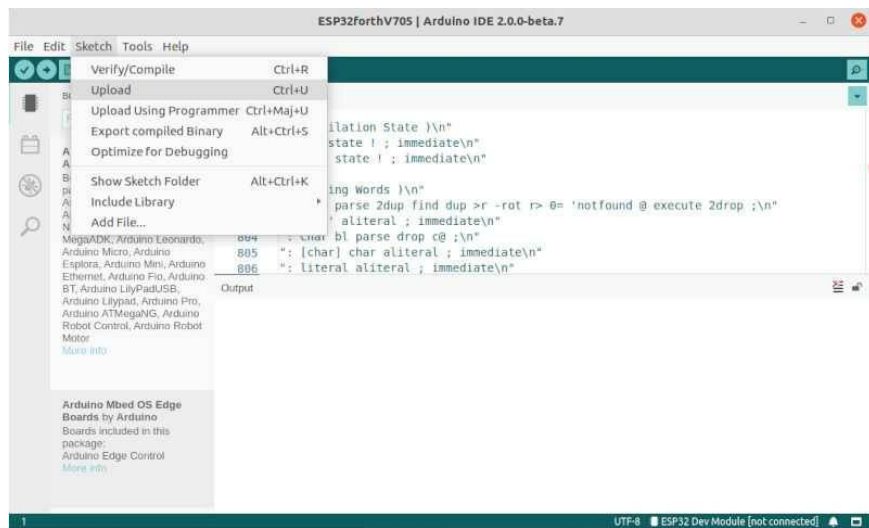 ESP32forthV705 | Arduino IDE 2.0.0-beta.7
File Edit Sketch Tools Help
Verify/Compile Ctrl+R
Upload Ctrl+U
Upload Using Programmer Ctrl+Maj+U
Export compiled Binary Alt+Ctrl+S
Optimize for Debugging
Show Sketch Folder Alt+Ctrl+K
Include Library
Add File...
ilation State )\n"
state ! ; immediate\n"
state ! ; immediate\n"
ing Words )\n"
parse 2dup find dup >r -rot r> 0= 'notfound @ execute 2drop ;\n"
' aliteral ; immediate\n"
804 ": char bl parse drop c@ ;\n"
805 ": [char] char aliteral ; immediate\n"
806 ": literal aliteral ; immediate\n"
Output
MegaADK, Arduino Leonardo,
Arduino Micro, Arduino
Esplora, Arduino Mini, Arduino
Ethernet, Arduino Fio, Arduino
BT, Arduino LilyPadUSB,
Arduino Lilypad, Arduino Pro,
Arduino ATMegaNG, Arduino
Robot Control, Arduino Robot
Motor
More info
Arduino Mbed OS Edge
Boards by Arduino
Boards included in this
package:
Arduino Edge Control
More info
1
UTF-8 ESP32 Dev Module [not connected]